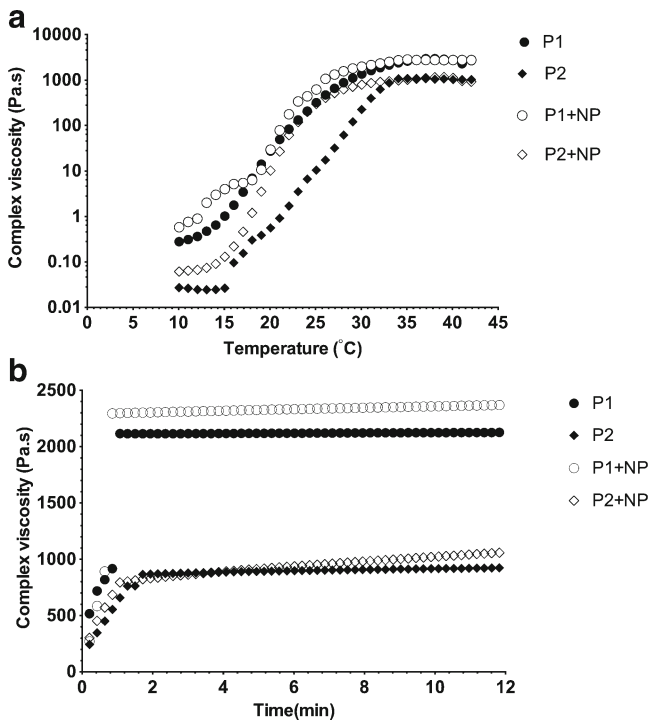 a
10000
1000
100
10
1
0.10
0.01
Complex viscosity (Pa.s)
0 5 10 15 20 25 30 35 40 45
Temperature (°C)
P1
P2
P1+NP
P2+NP
b
2500
2000
1500
1000
500
0
Complex viscosity (Pa.s)
0 2 4 6 8 10 12
Time(min)
P1
P2
P1+NP
P2+NP